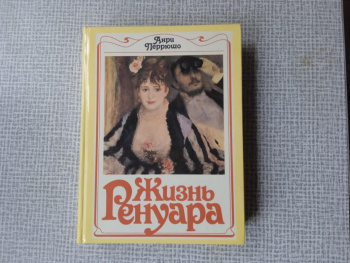 Анри
Перрюшо
Жизнь
Ренуара